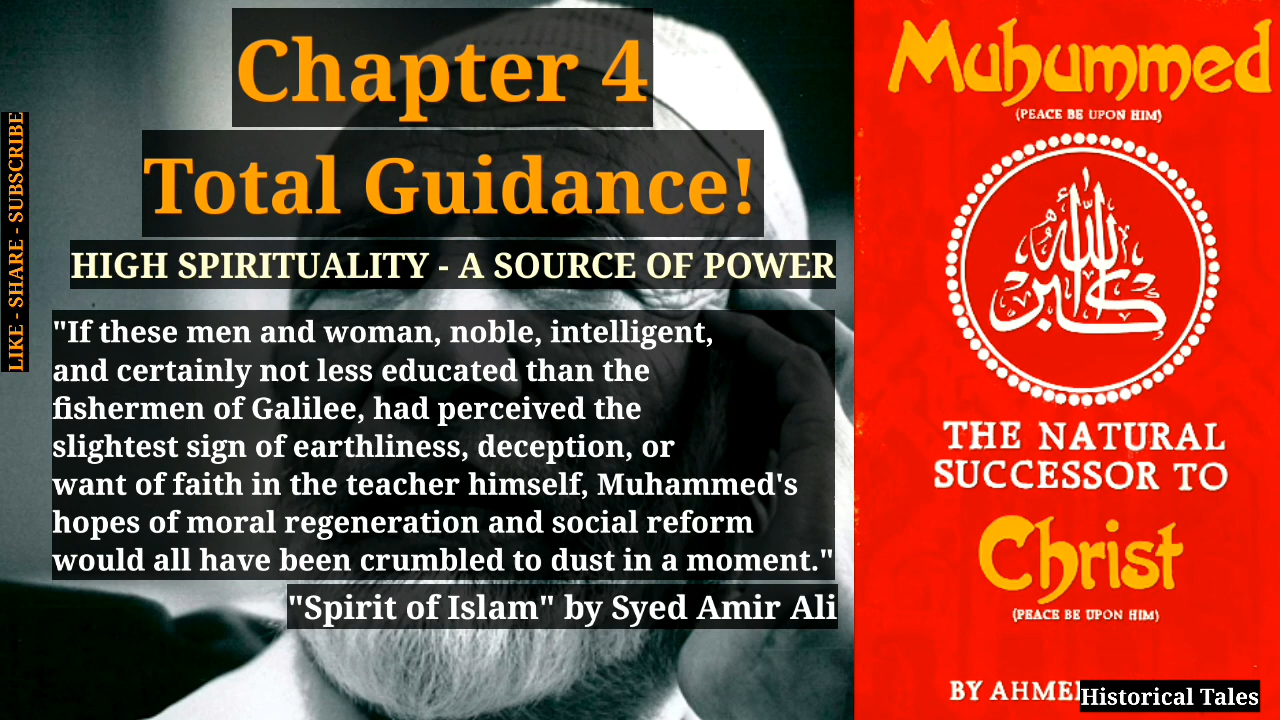 Chapter 4
Total Guidance!
HIGH SPIRITUALITY - A SOURCE OF POWER
"If these men and woman, noble, intelligent,
and certainly not less educated than the
fishermen of Galilee, had perceived the
slightest sign of earthliness, deception, or
want of faith in the teacher himself, Muhammed's
hopes of moral regeneration and social reform
would all have been crumbled to dust in a moment."
"Spirit of Islam" by Syed Amir Ali
LIKE - SHARE - SUBSCRIBE
Muhummed
(PEACE BE UPON HIM)
الله اكبر
THE NATURAL
SUCCESSOR TO
Christ
(PEACE BE UPON HIM)
BY
Historical Tales